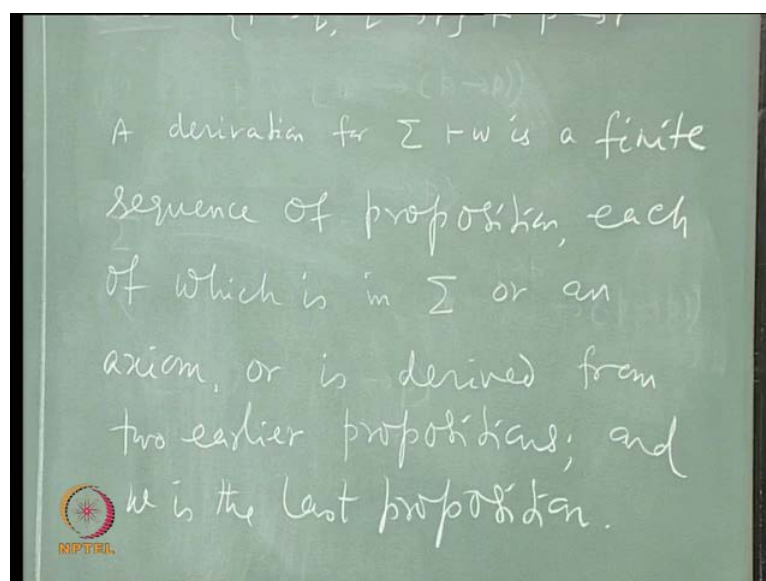 ⊢ p → r
A derivation for Σ ⊢ w is a finite
sequence of proposition, each
of which is in Σ or an
axiom, or is derived from
two earlier propositions; and
w is the last proposition.
NPTEL